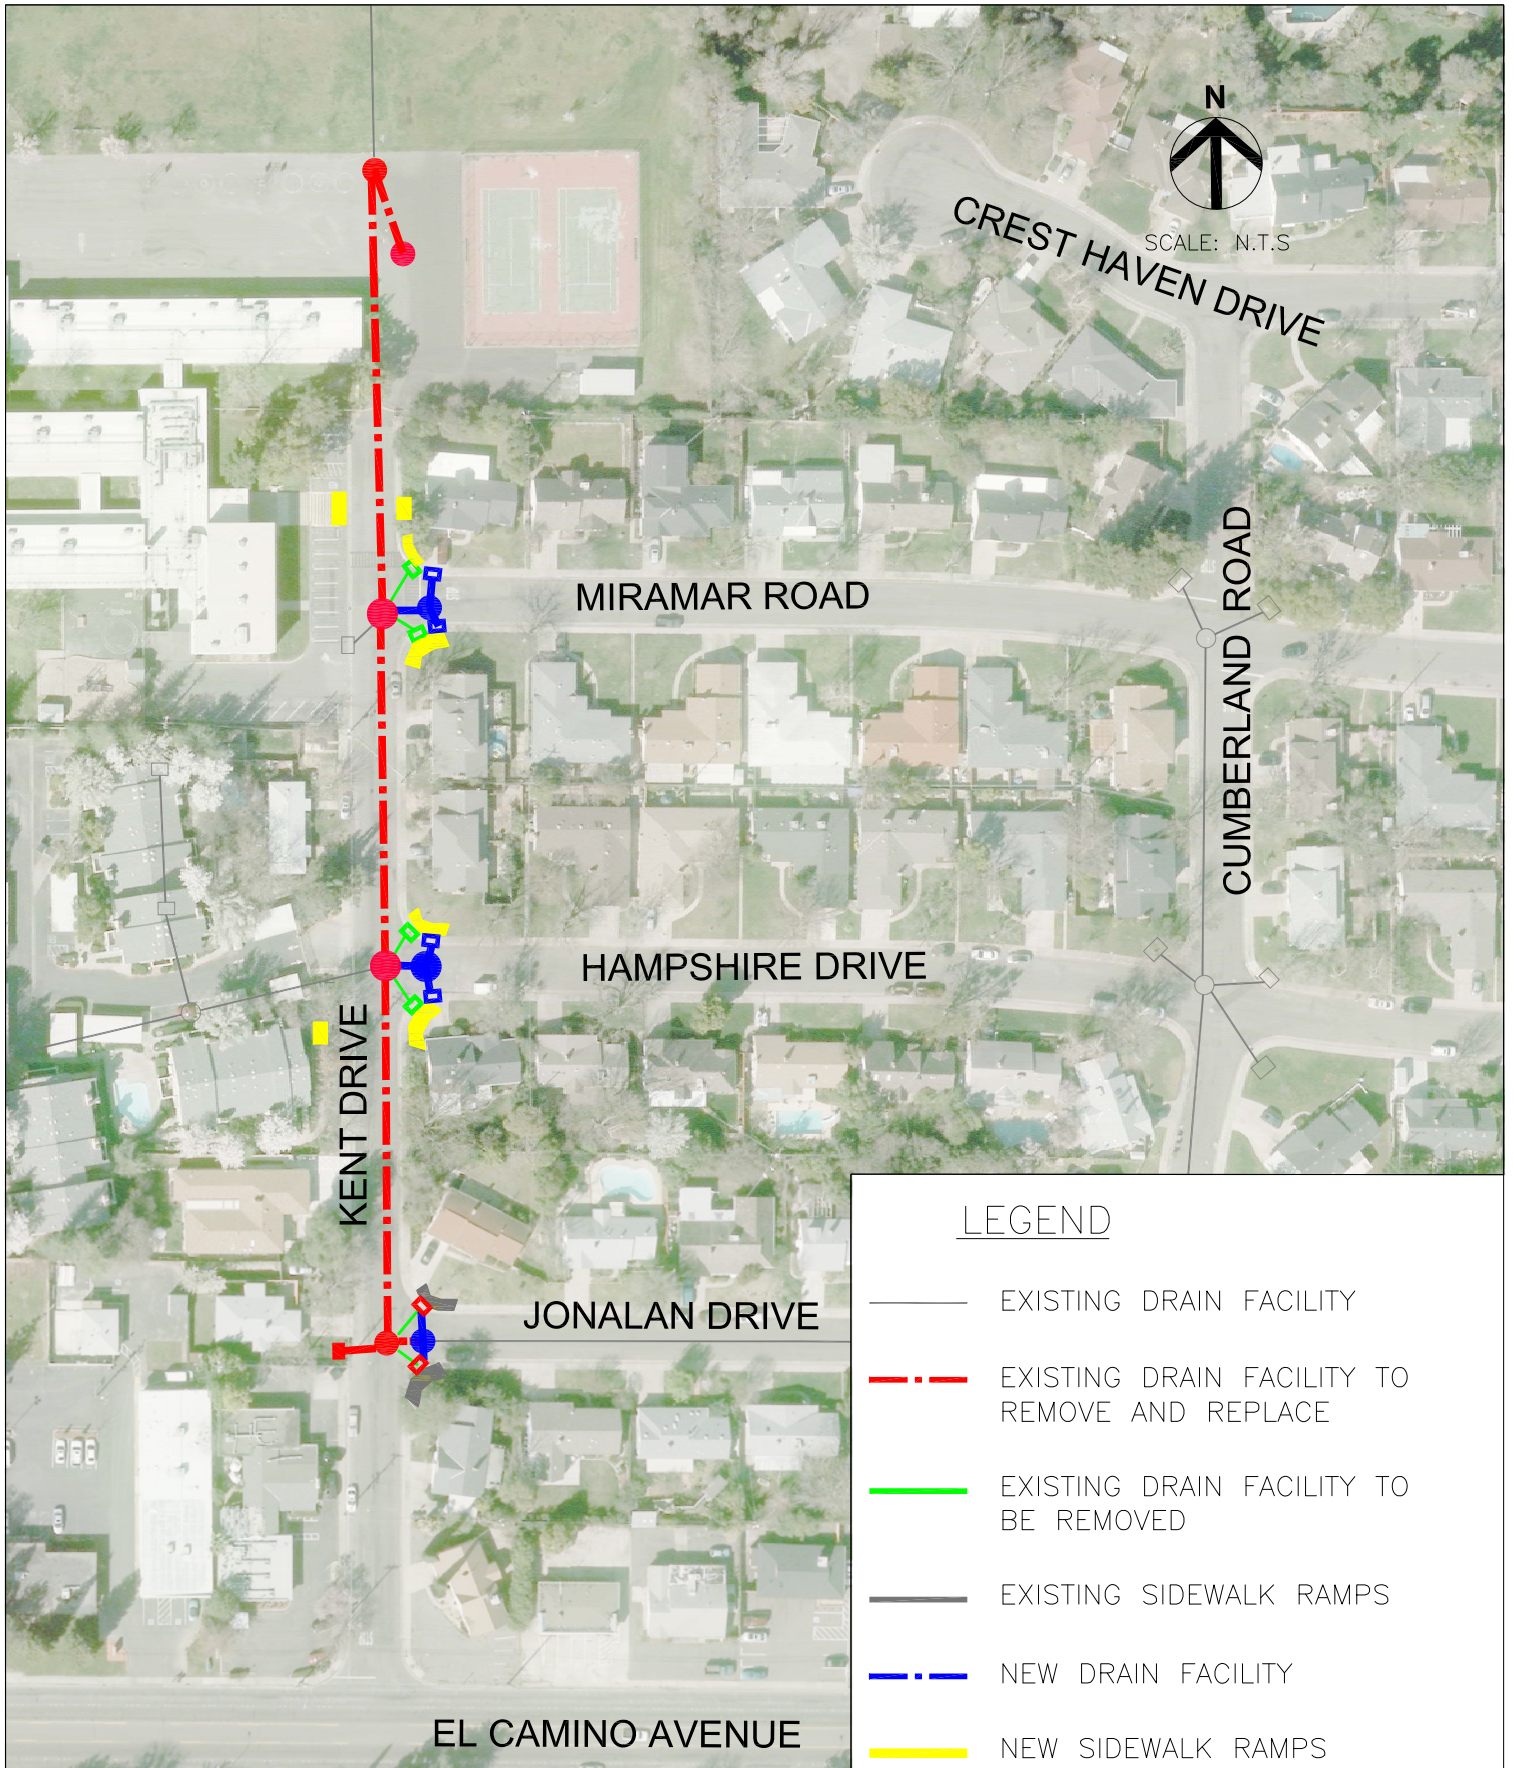 N
SCALE: N.T.S
CREST HAVEN DRIVE
MIRAMAR ROAD
CUMBERLAND ROAD
HAMPSHIRE DRIVE
KENT DRIVE
JONALAN DRIVE
EL CAMINO AVENUE
LEGEND
EXISTING DRAIN FACILITY
EXISTING DRAIN FACILITY TO
REMOVE AND REPLACE
EXISTING DRAIN FACILITY TO
BE REMOVED
EXISTING SIDEWALK RAMPS
NEW DRAIN FACILITY
NEW SIDEWALK RAMPS